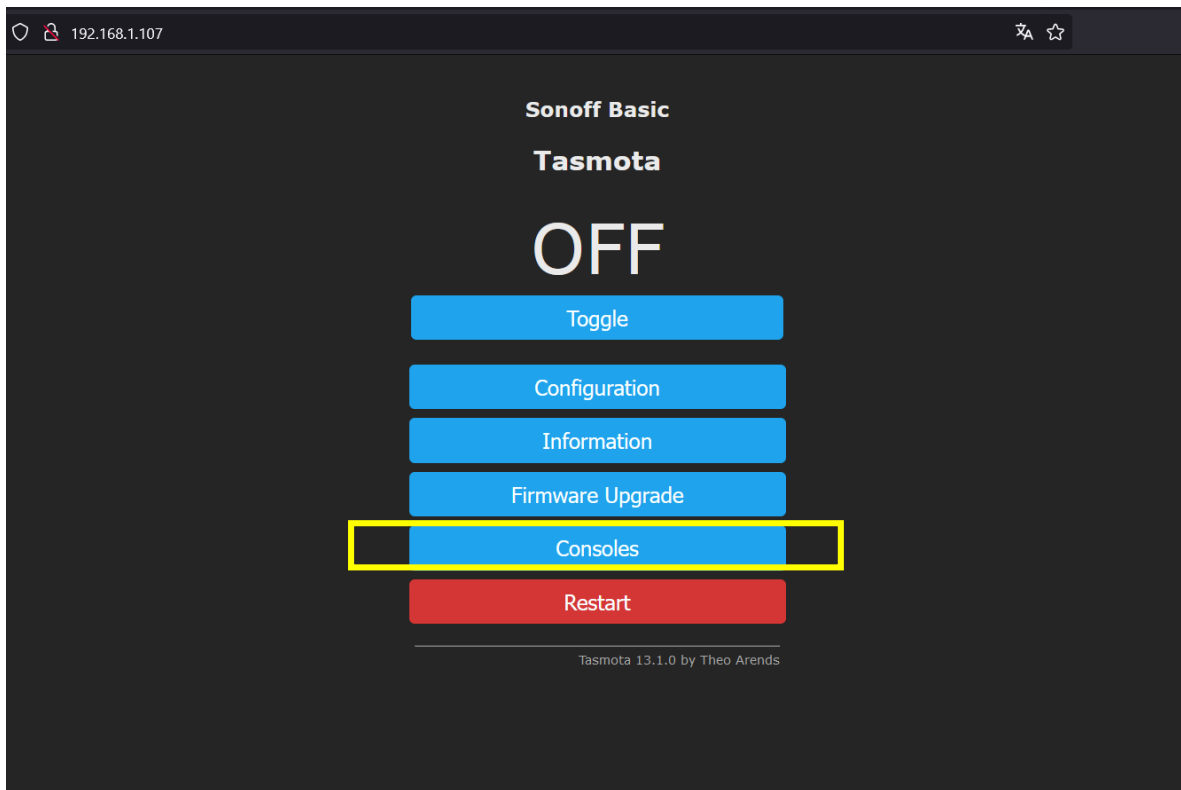 192.168.1.107
Sonoff Basic
Tasmota
OFF
Toggle
Configuration
Information
Firmware Upgrade
Consoles
Restart
Tasmota 13.1.0 by Theo Arends